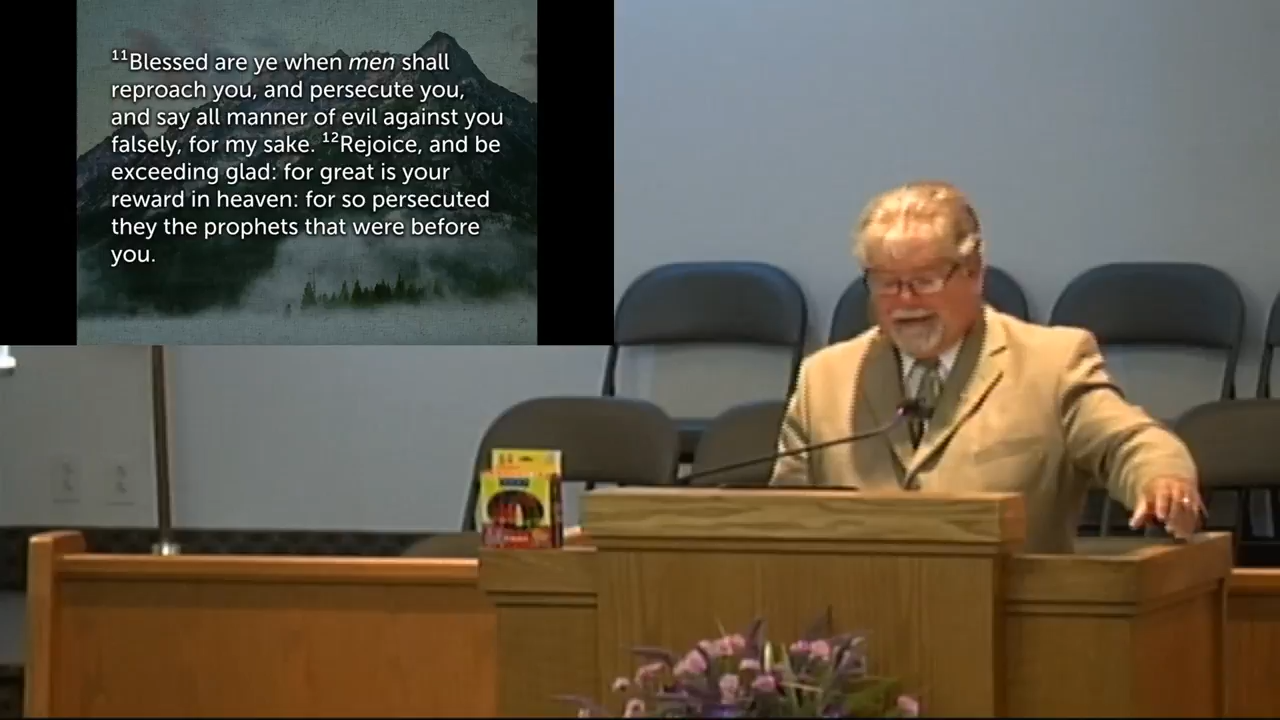 ¹¹Blessed are ye when men shall
reproach you, and persecute you,
and say all manner of evil against you
falsely, for my sake. ¹²Rejoice, and be
exceeding glad: for great is your
reward in heaven: for so persecuted
they the prophets that were before
you.